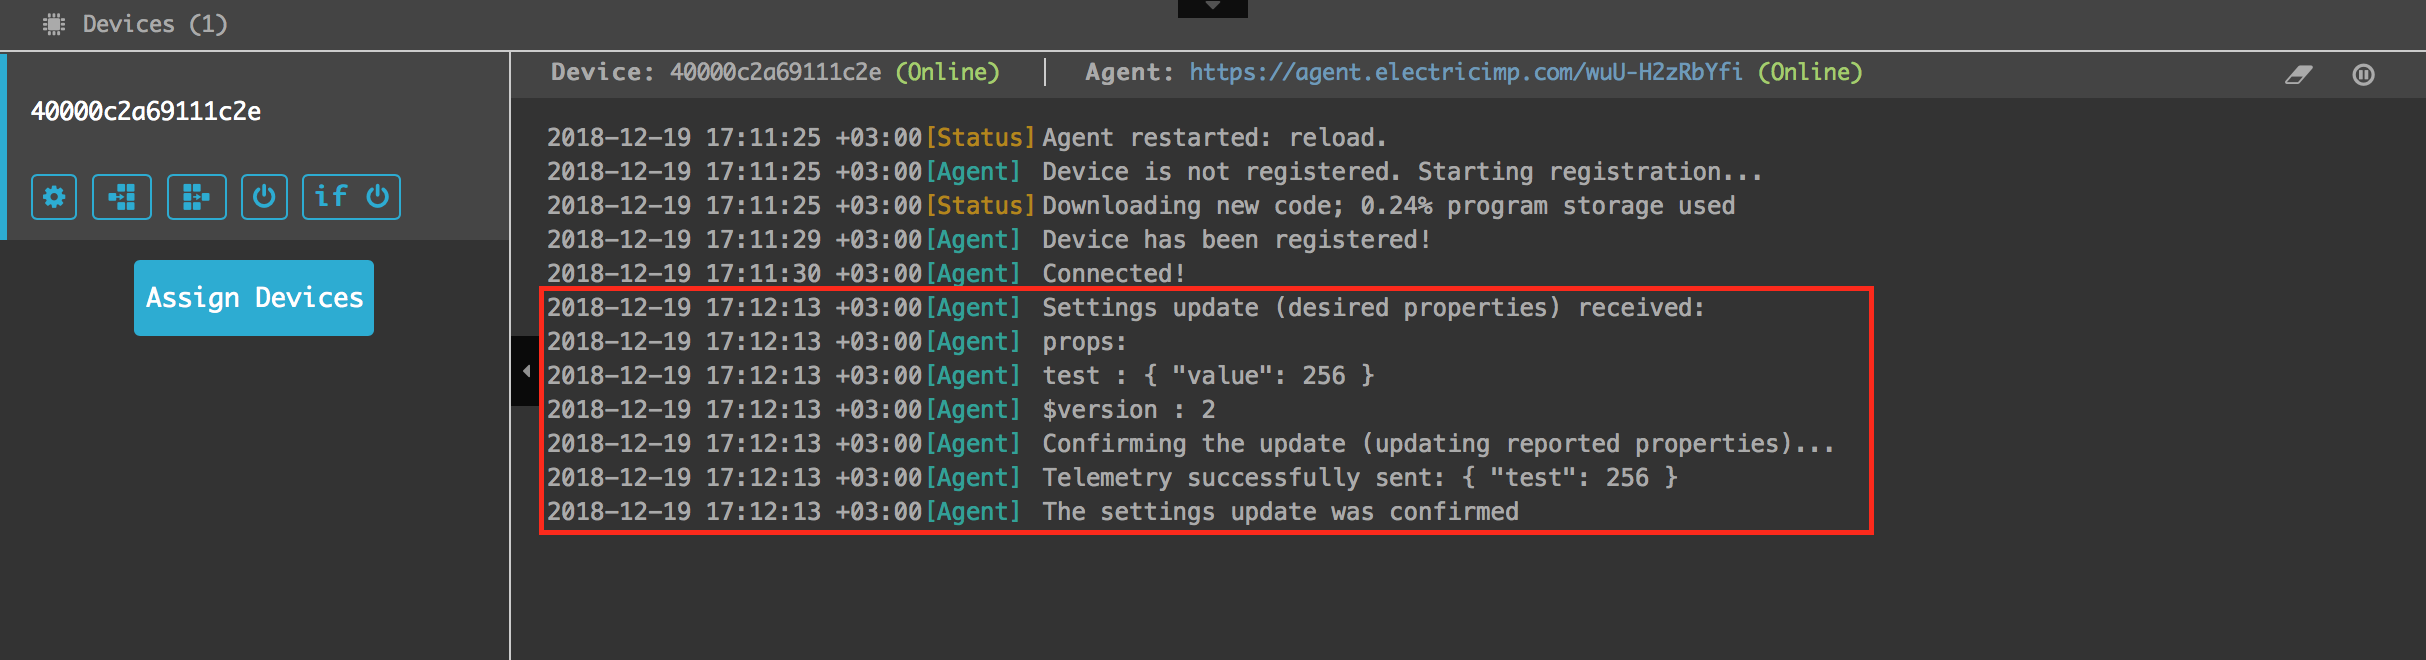 Devices (1)
Device: 40000c2a69111c2e (Online) | Agent: https://agent.electricimp.com/wuU-H2zRbYfi (Online)
40000c2a69111c2e
if
Assign Devices
2018-12-19 17:11:25 +03:00 [Status] Agent restarted: reload.
2018-12-19 17:11:25 +03:00 [Agent] Device is not registered. Starting registration...
2018-12-19 17:11:25 +03:00 [Status] Downloading new code; 0.24% program storage used
2018-12-19 17:11:29 +03:00 [Agent] Device has been registered!
2018-12-19 17:11:30 +03:00 [Agent] Connected!
2018-12-19 17:12:13 +03:00 [Agent] Settings update (desired properties) received:
2018-12-19 17:12:13 +03:00 [Agent] props:
2018-12-19 17:12:13 +03:00 [Agent] test : { "value": 256 }
2018-12-19 17:12:13 +03:00 [Agent] $version : 2
2018-12-19 17:12:13 +03:00 [Agent] Confirming the update (updating reported properties)...
2018-12-19 17:12:13 +03:00 [Agent] Telemetry successfully sent: { "test": 256 }
2018-12-19 17:12:13 +03:00 [Agent] The settings update was confirmed